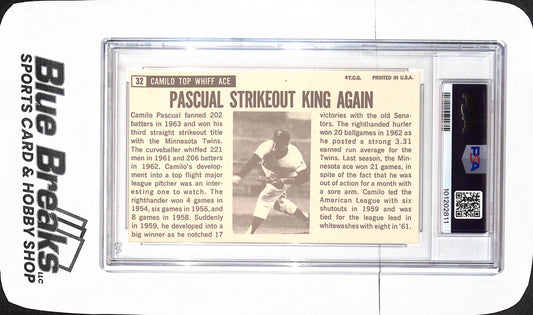 Blue Breaks LLC
SPORTS CARD & HOBBY SHOP
32 CAMILO TOP WHIFF ACE
©T.C.G. PRINTED IN U.S.A.
PASCUAL STRIKEOUT KING AGAIN
Camilo Pascual fanned 202
batters in 1963 and won his
third straight strikeout title
with the Minnesota Twins.
The curveballer whiffed 221
men in 1961 and 206 batters
in 1962. Camilo's develop-
ment into a top flight major
league pitcher was an inter-
esting one to watch. The
righthander won 4 games in
1954, six games in 1956, and
8 games in 1958. Suddenly
in 1959, he developed into a
big winner as he notched 17
victories with the old Sena-
tors. The righthanded hurler
won 20 ballgames in 1962 as
he posted a strong 3.31
earned run average for the
Twins. Last season, the Min-
nesota ace won 21 games, in
spite of the fact that he was
out of action for a month with
a sore arm. Camilo led the
American League with six
shutouts in 1959 and was
tied for the league lead in
whitewashes with eight in '61.
PSA
101202811